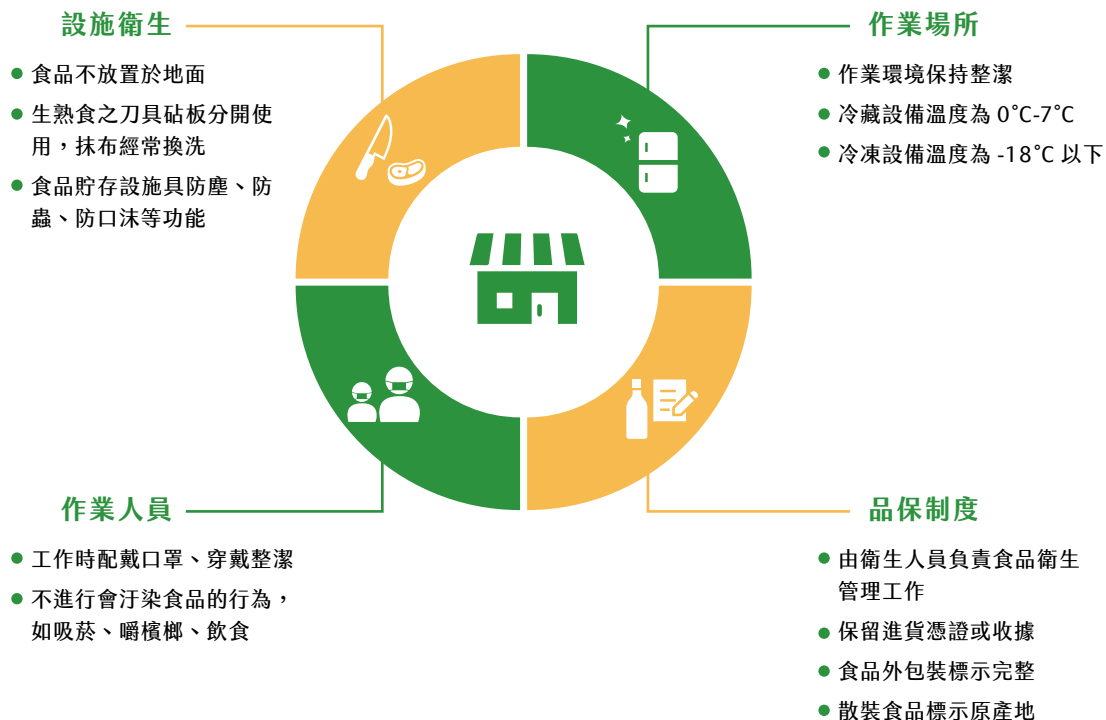 設施衛生
食品不放置於地面
生熟食之刀具砧板分開使
用，抹布經常換洗
食品貯存設施具防塵、防
蟲、防口沫等功能
作業場所
作業環境保持整潔
冷藏設備溫度為 0°C-7°C
冷凍設備溫度為 -18°C 以下
作業人員
工作時配戴口罩、穿戴整潔
不進行會汙染食品的行為，
如吸菸、嚼檳榔、飲食
品保制度
由衛生人員負責食品衛生
管理工作
保留進貨憑證或收據
食品外包裝標示完整
散裝食品標示原產地